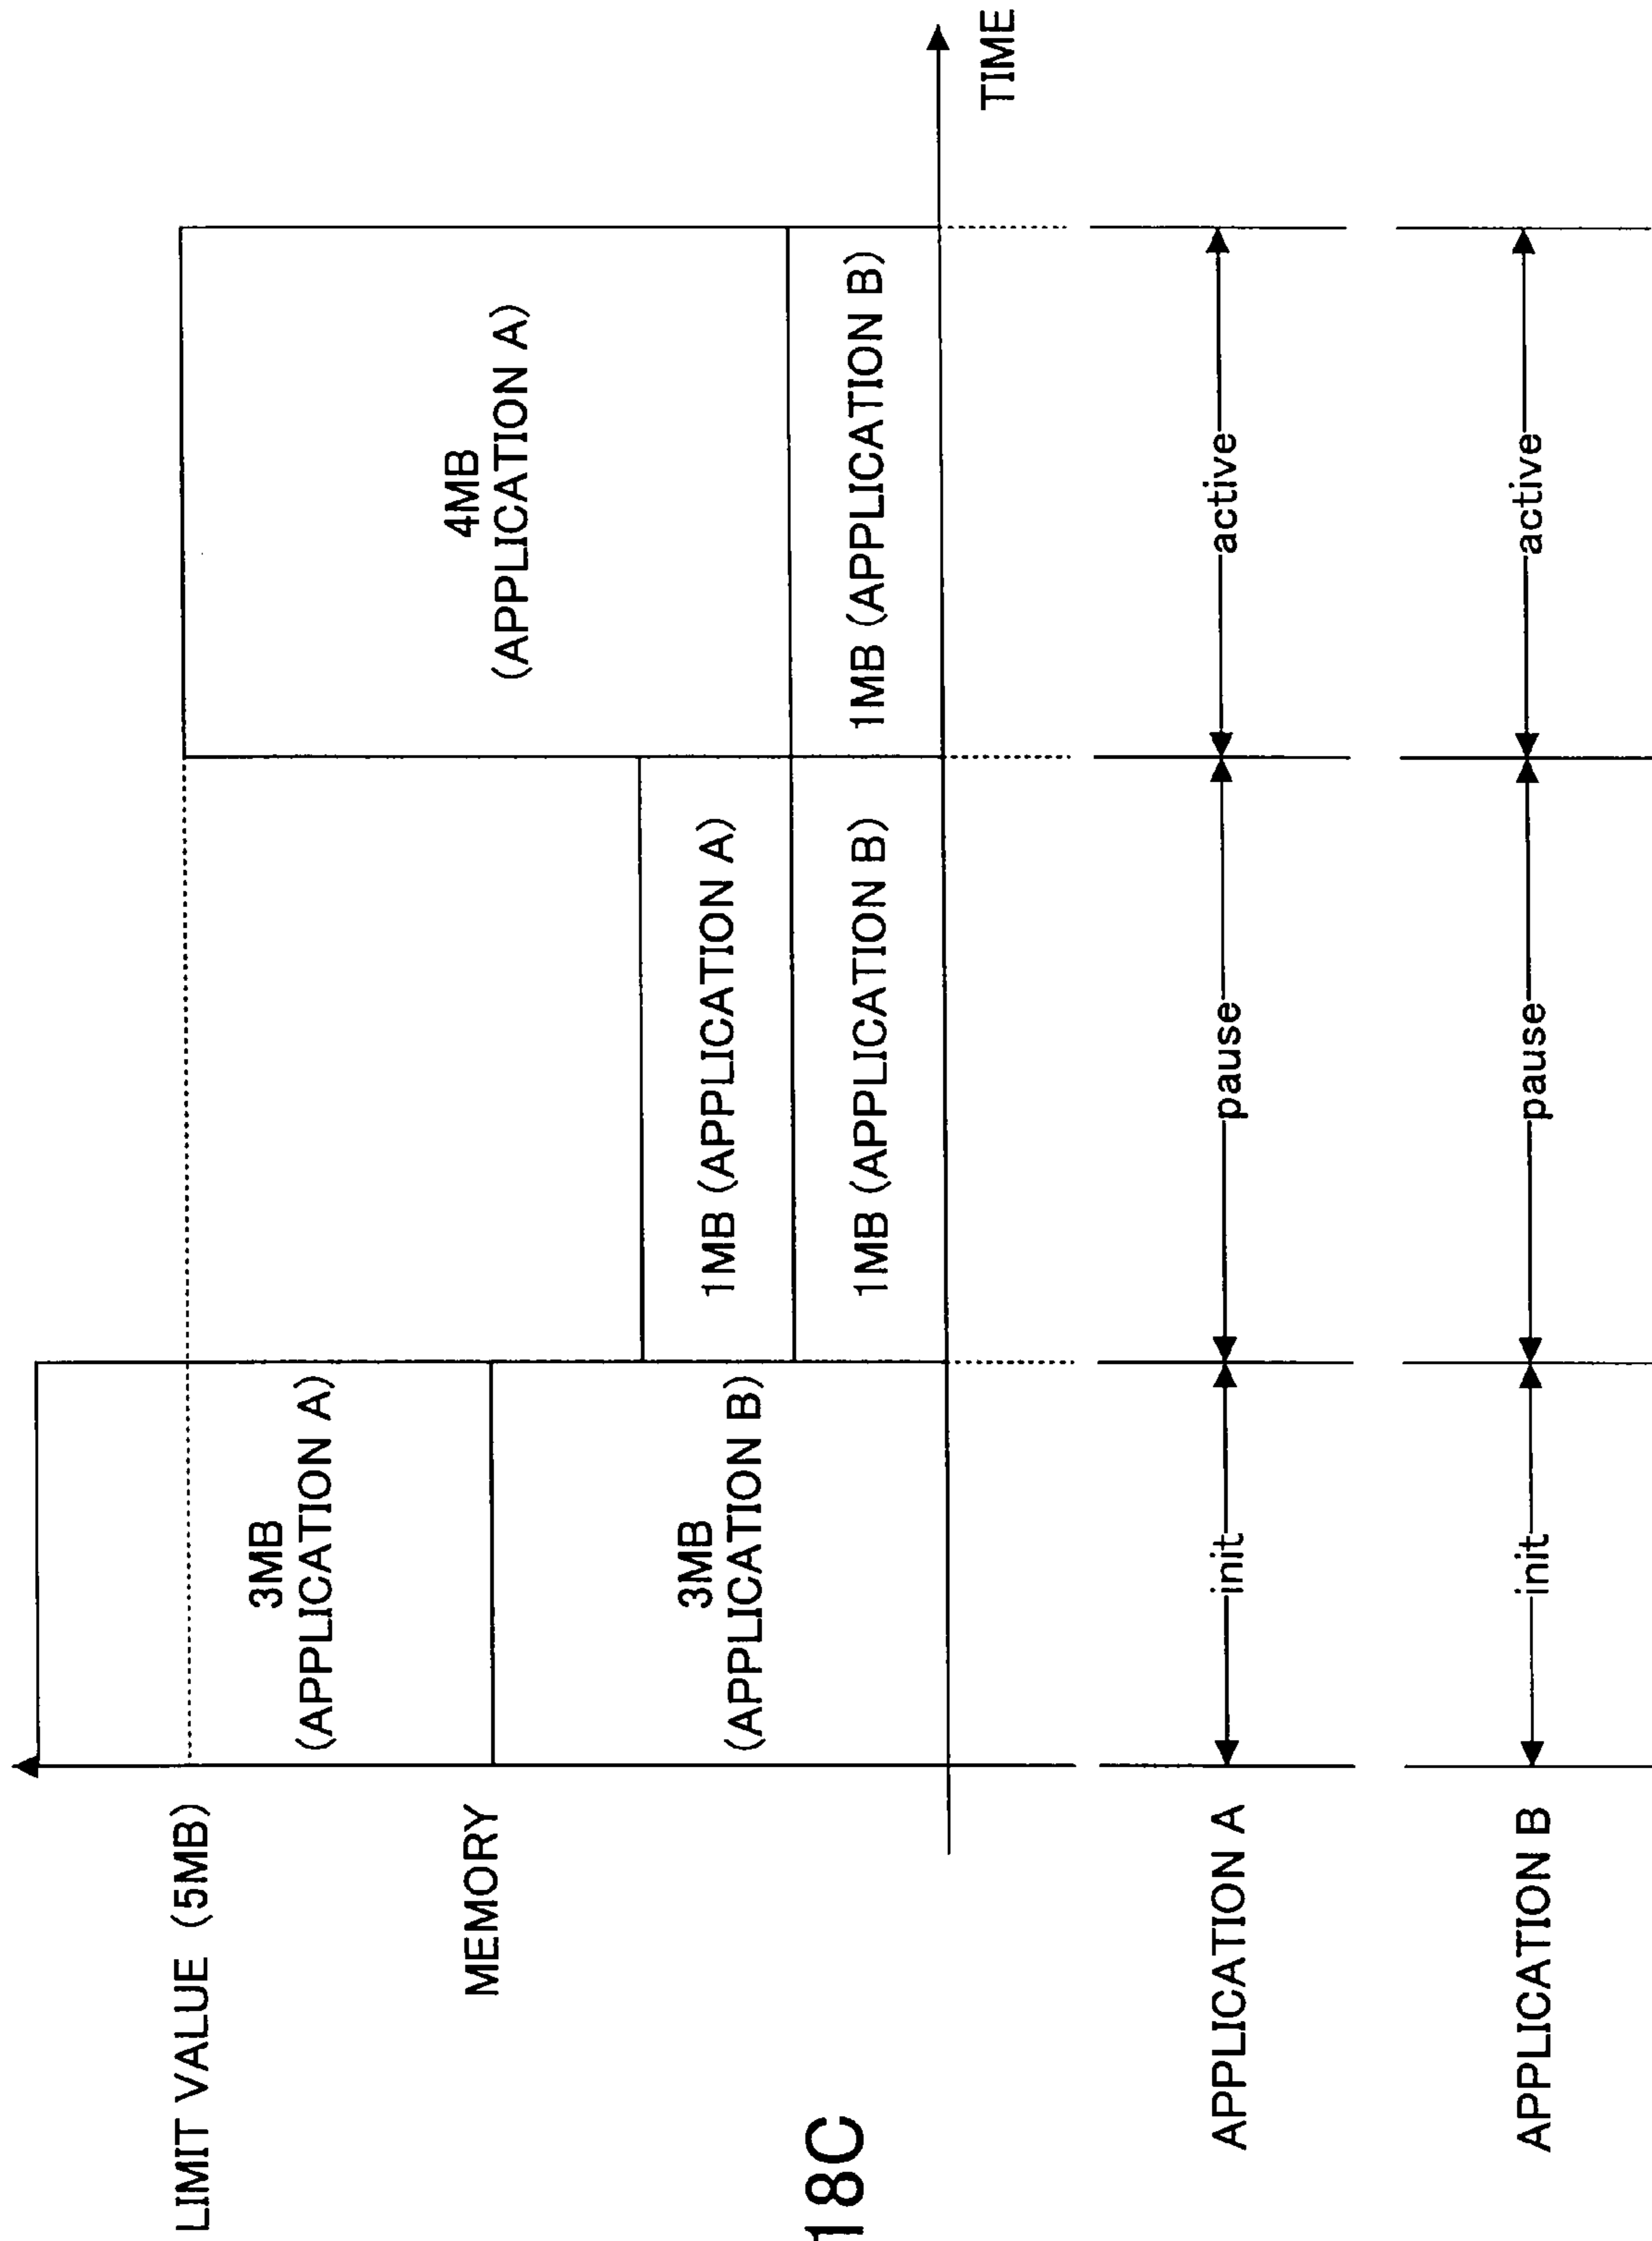 LIMIT VALUE (5MB)
MEMORY
3MB
(APPLICATION A)
3MB
(APPLICATION B)
1MB (APPLICATION A)
1MB (APPLICATION B)
4MB
(APPLICATION A)
1MB (APPLICATION B)
TIME
18C
APPLICATION A
init
pause
active
APPLICATION B
init
pause
active